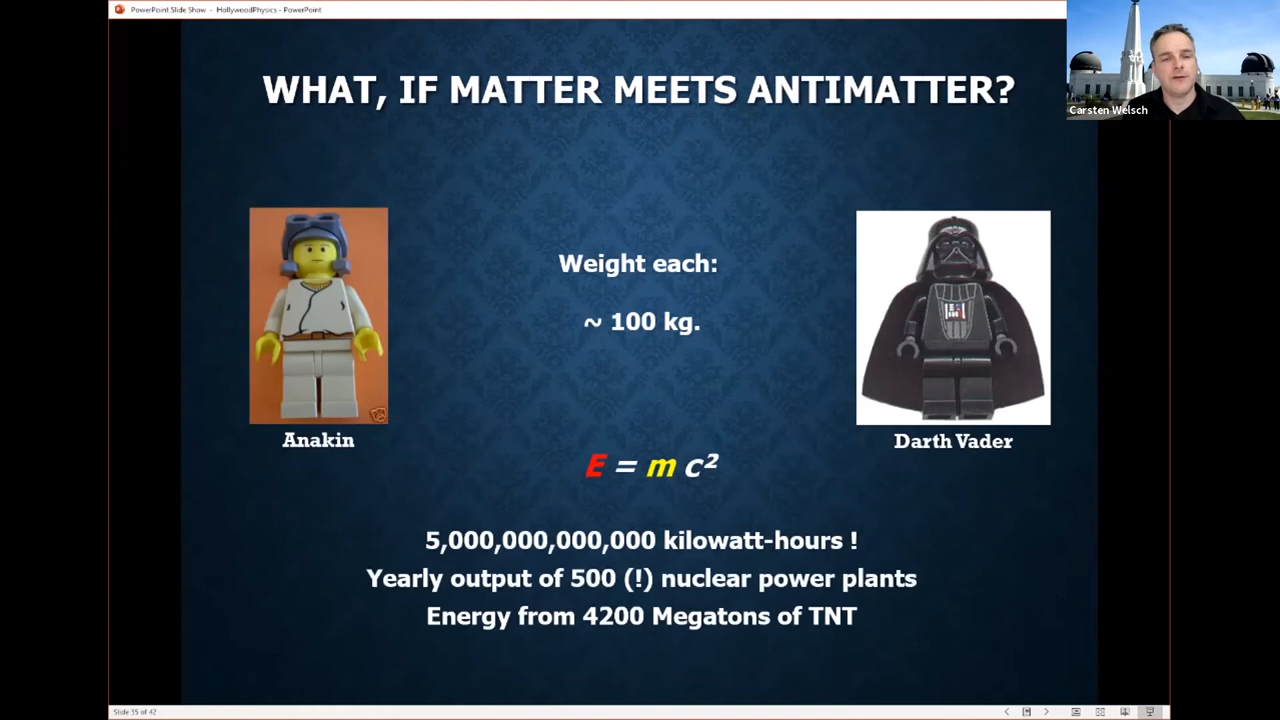 PowerPoint Slide Show - HollywoodPhysics - PowerPoint
Carsten Welsch
WHAT, IF MATTER MEETS ANTIMATTER?
Weight each:
~ 100 kg.
Anakin
Darth Vader
E = m c²
5,000,000,000,000 kilowatt-hours !
Yearly output of 500 (!) nuclear power plants
Energy from 4200 Megatons of TNT
Slide 35 of 42